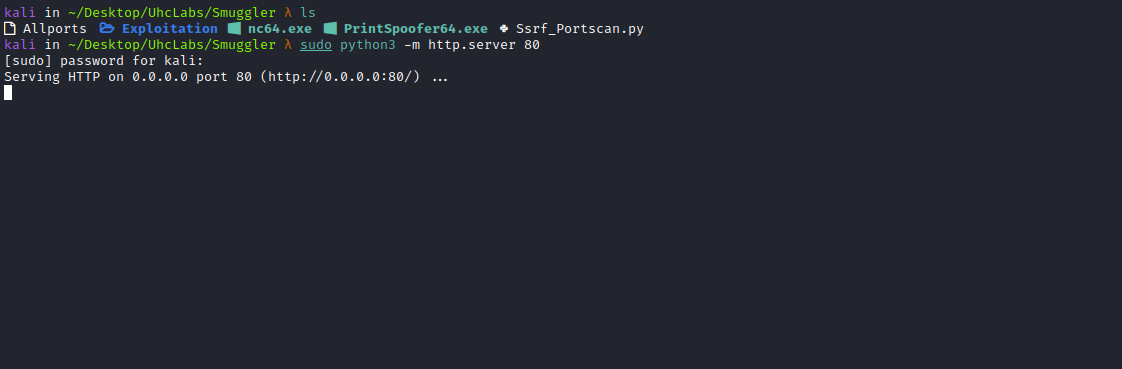 kali in ~/Desktop/UhcLabs/Smuggler λ ls
Allports Exploitation nc64.exe PrintSpoofer64.exe Ssrf_Portscan.py
kali in ~/Desktop/UhcLabs/Smuggler λ sudo python3 -m http.server 80
[sudo] password for kali:
Serving HTTP on 0.0.0.0 port 80 (http://0.0.0.0:80/) ...